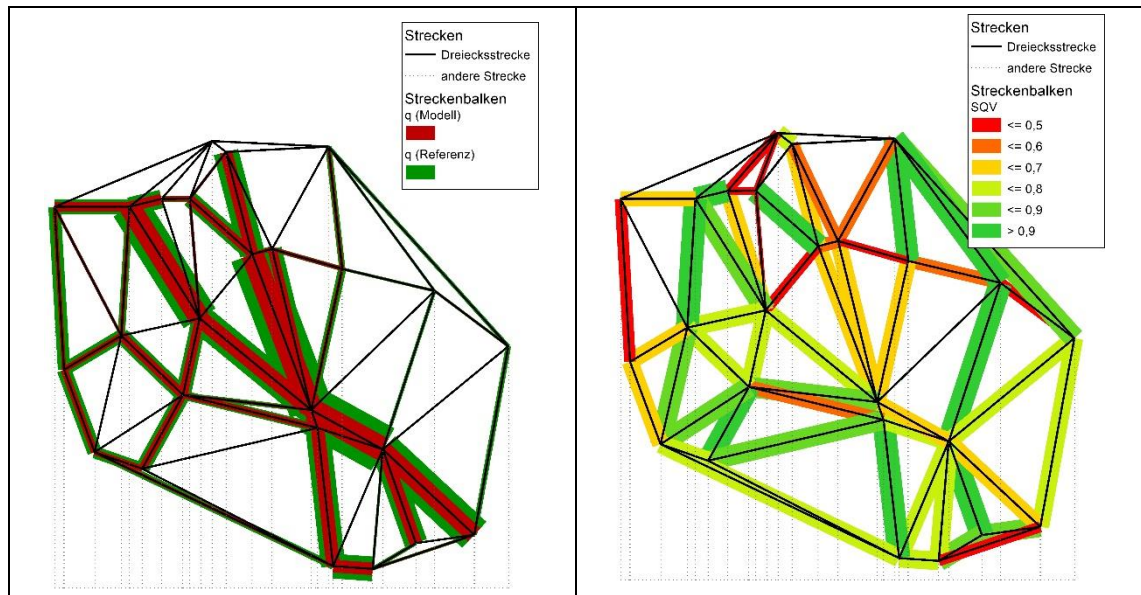 Strecken
Dreiecksstrecke
andere Strecke
Streckenbalken
q (Modell)
q (Referenz)
Strecken
Dreiecksstrecke
andere Strecke
Streckenbalken
SQV
<= 0,5
<= 0,6
<= 0,7
<= 0,8
<= 0,9
> 0,9